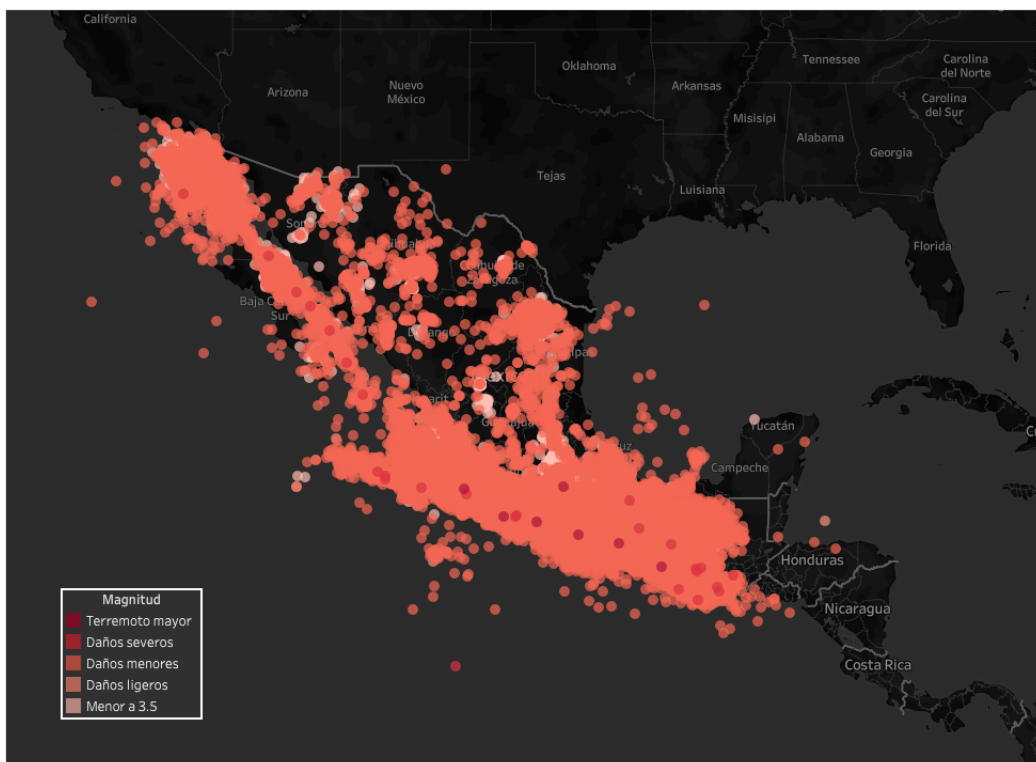 California
Oklahoma
Tennessee
Carolina
del Norte
Arizona
Nuevo
México
Arkansas
Carolina
del Sur
Misisipi
Alabama
Georgia
Tejas
Luisiana
Florida
Sur
Yucatán
Campeche
Honduras
Nicaragua
Costa Rica
Magnitud
Terremoto mayor
Daños severos
Daños menores
Daños ligeros
Menor a 3.5